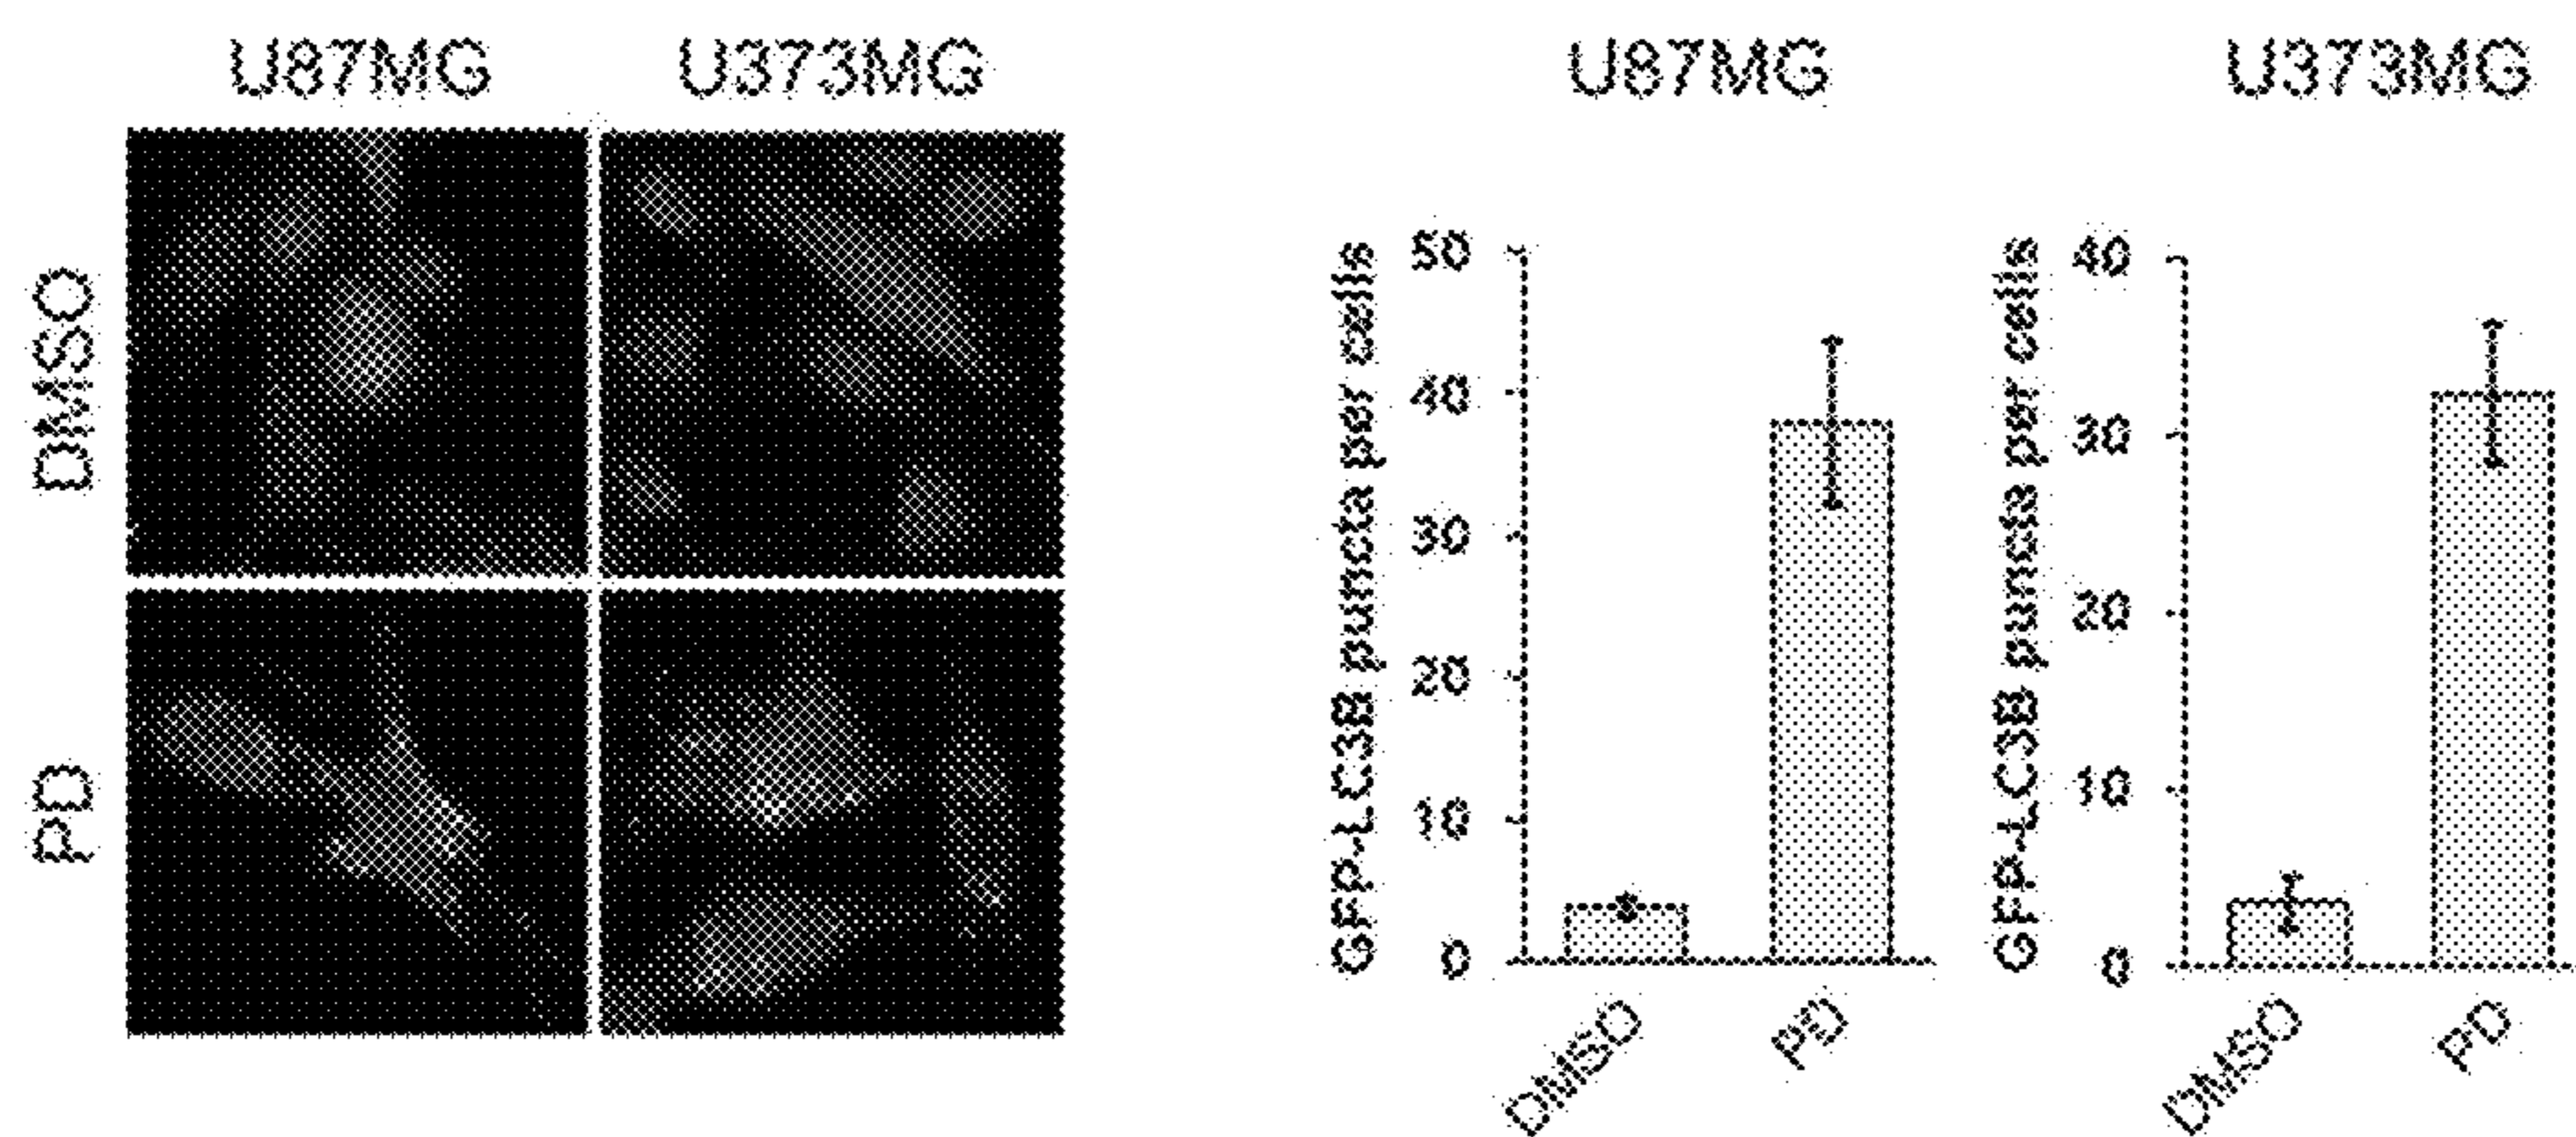 U87MG U373MG
DMSO
PD
U87MG
GFP-LC3B puncta per cells
50
40
30
20
10
0
DMSO PD
U373MG
GFP-LC3B puncta per cells
40
30
20
10
0
DMSO PD